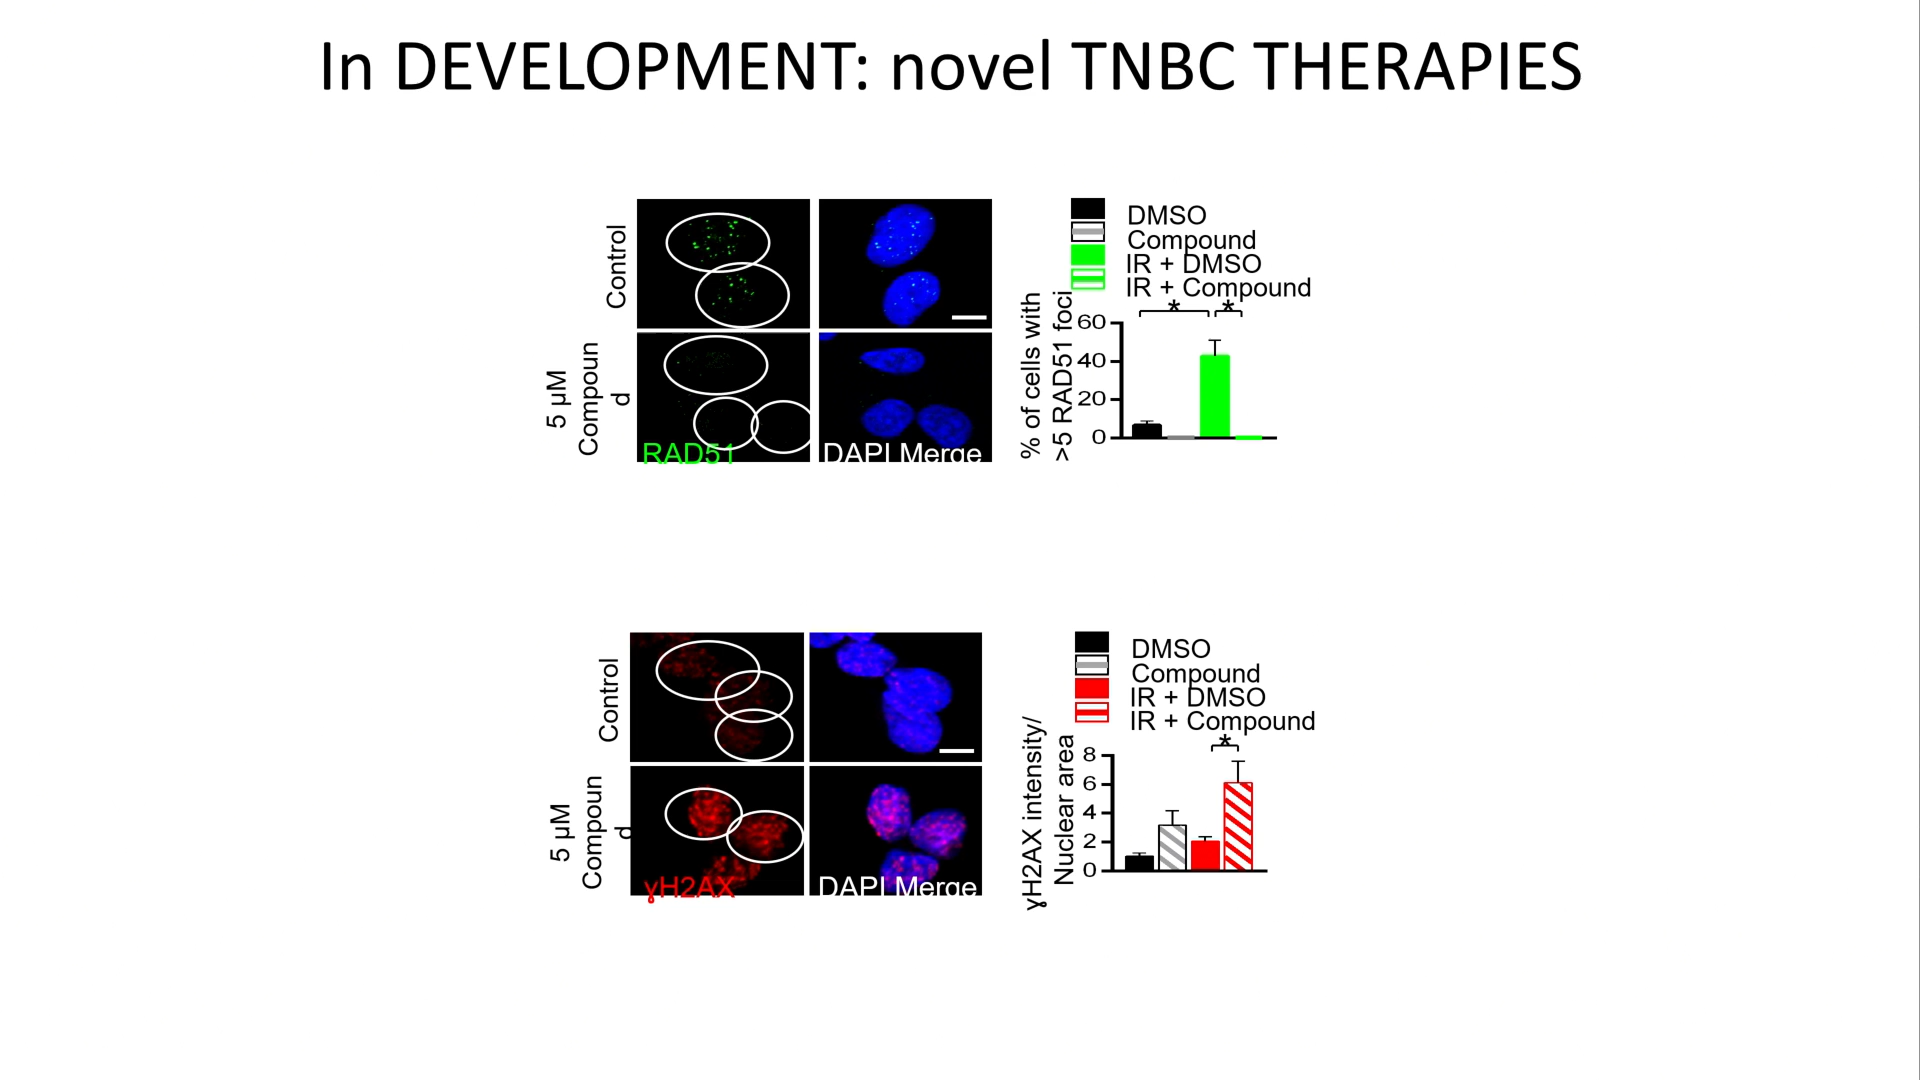 In DEVELOPMENT: novel TNBC THERAPIES
Control
5 µM
Compoun
d
RAD51
DAPI Merge
DMSO
Compound
IR + DMSO
IR + Compound
* *
% of cells with
>5 RAD51 foci
60
40
20
0
Control
5 µM
Compoun
d
γH2AX
DAPI Merge
DMSO
Compound
IR + DMSO
IR + Compound
*
γH2AX intensity/
Nuclear area
8
6
4
2
0